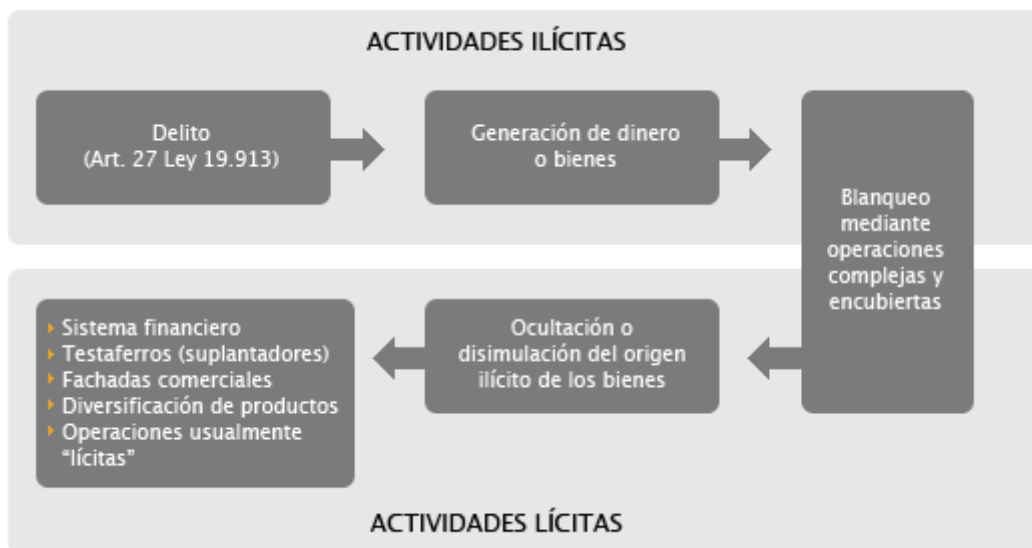 ACTIVIDADES ILÍCITAS
Delito
(Art. 27 Ley 19.913)
Generación de dinero
o bienes
Blanqueo
mediante
operaciones
complejas y
encubiertas
Ocultación o
disimulación del origen
ilícito de los bienes
Sistema financiero
Testaferros (suplantadores)
Fachadas comerciales
Diversificación de productos
Operaciones usualmente
“lícitas”
ACTIVIDADES LÍCITAS